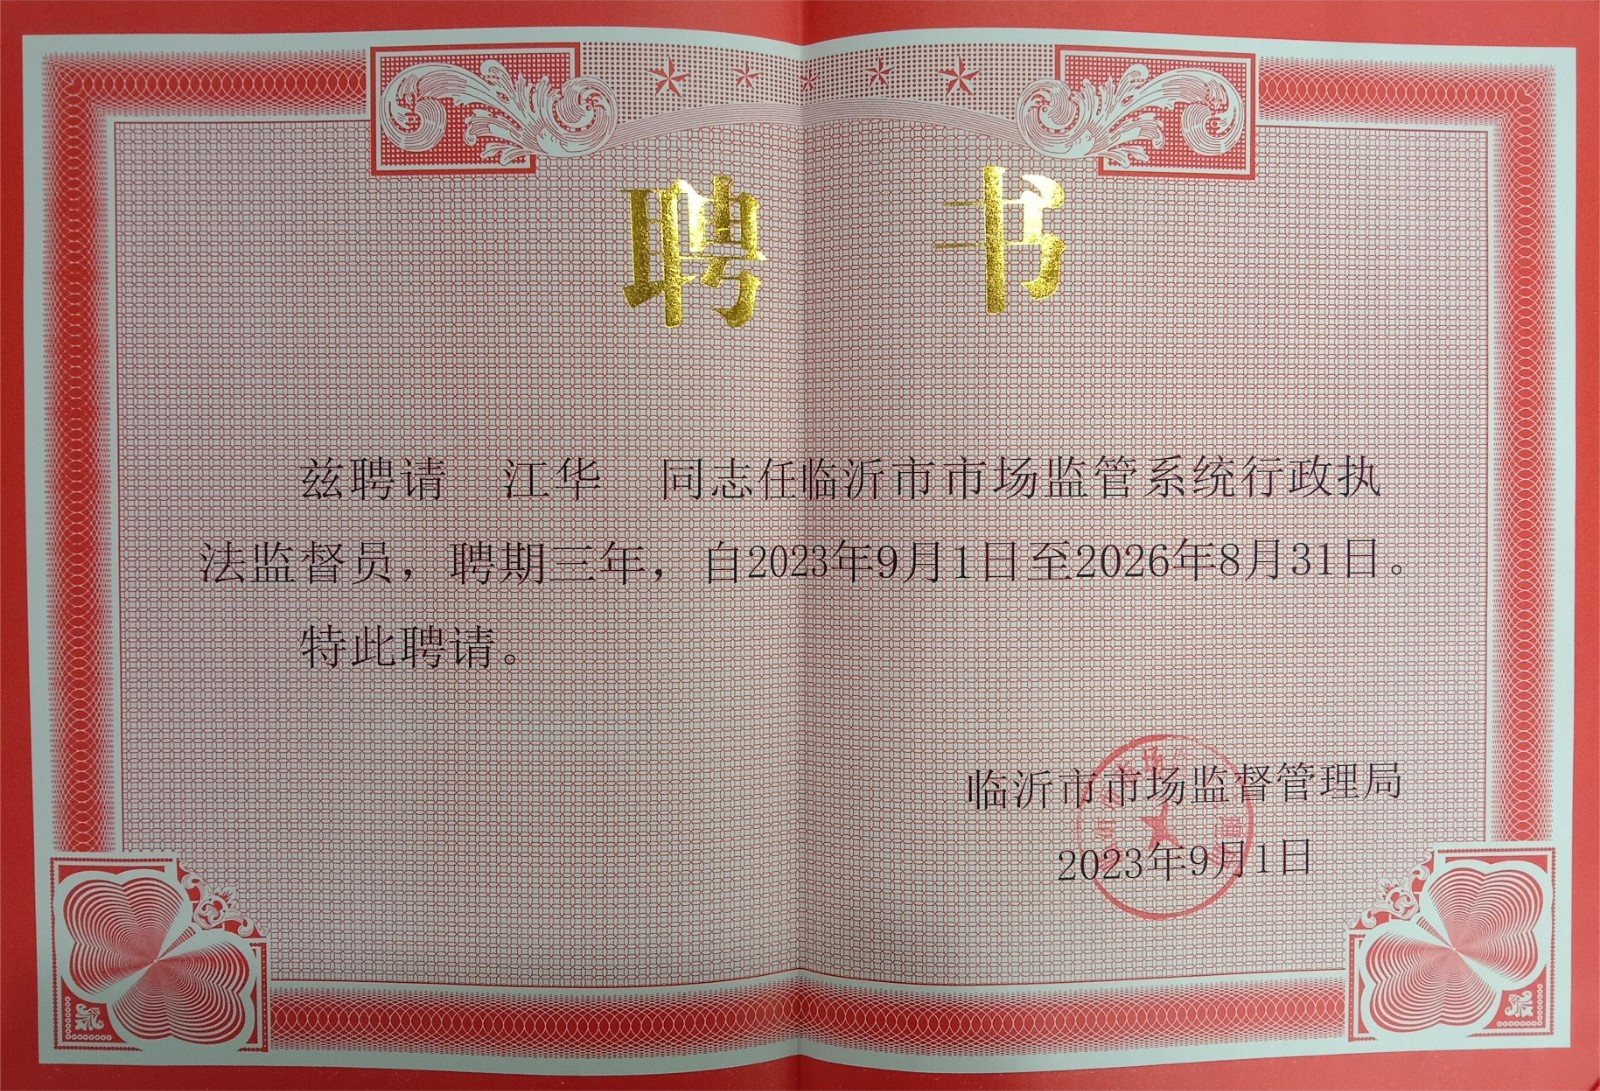 聘书
兹聘请 江华 同志任临沂市市场监管系统行政执
法监督员，聘期三年，自2023年9月1日至2026年8月31日。
特此聘请。
临沂市市场监督管理局
2023年9月1日